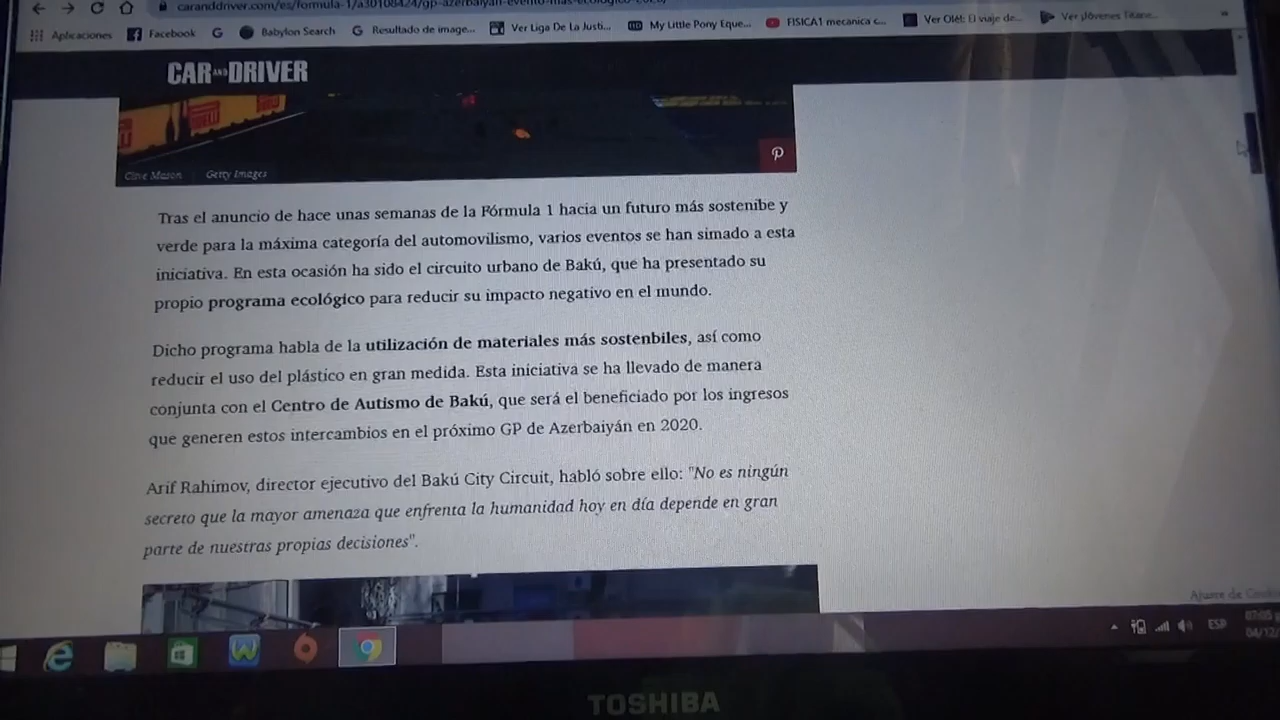 caranddriver.com/es/formula-1/a30108424/gp-azerbaiyan-evento-mas-ecologico-2020/
Aplicaciones Facebook Babylon Search Resultado de image... Ver Liga De La Justi... My Little Pony Eque... FISICA1 mecanica c... Ver Olé!: El viaje de... Ver Jóvenes Titane...
CAR AND DRIVER
Clive Mason Getty Images
Tras el anuncio de hace unas semanas de la Fórmula 1 hacia un futuro más sostenibe y
verde para la máxima categoría del automovilismo, varios eventos se han simado a esta
iniciativa. En esta ocasión ha sido el circuito urbano de Bakú, que ha presentado su
propio programa ecológico para reducir su impacto negativo en el mundo.
Dicho programa habla de la utilización de materiales más sostenbiles, así como
reducir el uso del plástico en gran medida. Esta iniciativa se ha llevado de manera
conjunta con el Centro de Autismo de Bakú, que será el beneficiado por los ingresos
que generen estos intercambios en el próximo GP de Azerbaiyán en 2020.
Arif Rahimov, director ejecutivo del Bakú City Circuit, habló sobre ello: "No es ningún
secreto que la mayor amenaza que enfrenta la humanidad hoy en día depende en gran
parte de nuestras propias decisiones".
Ajuste de
ESP
04/12/
TOSHIBA